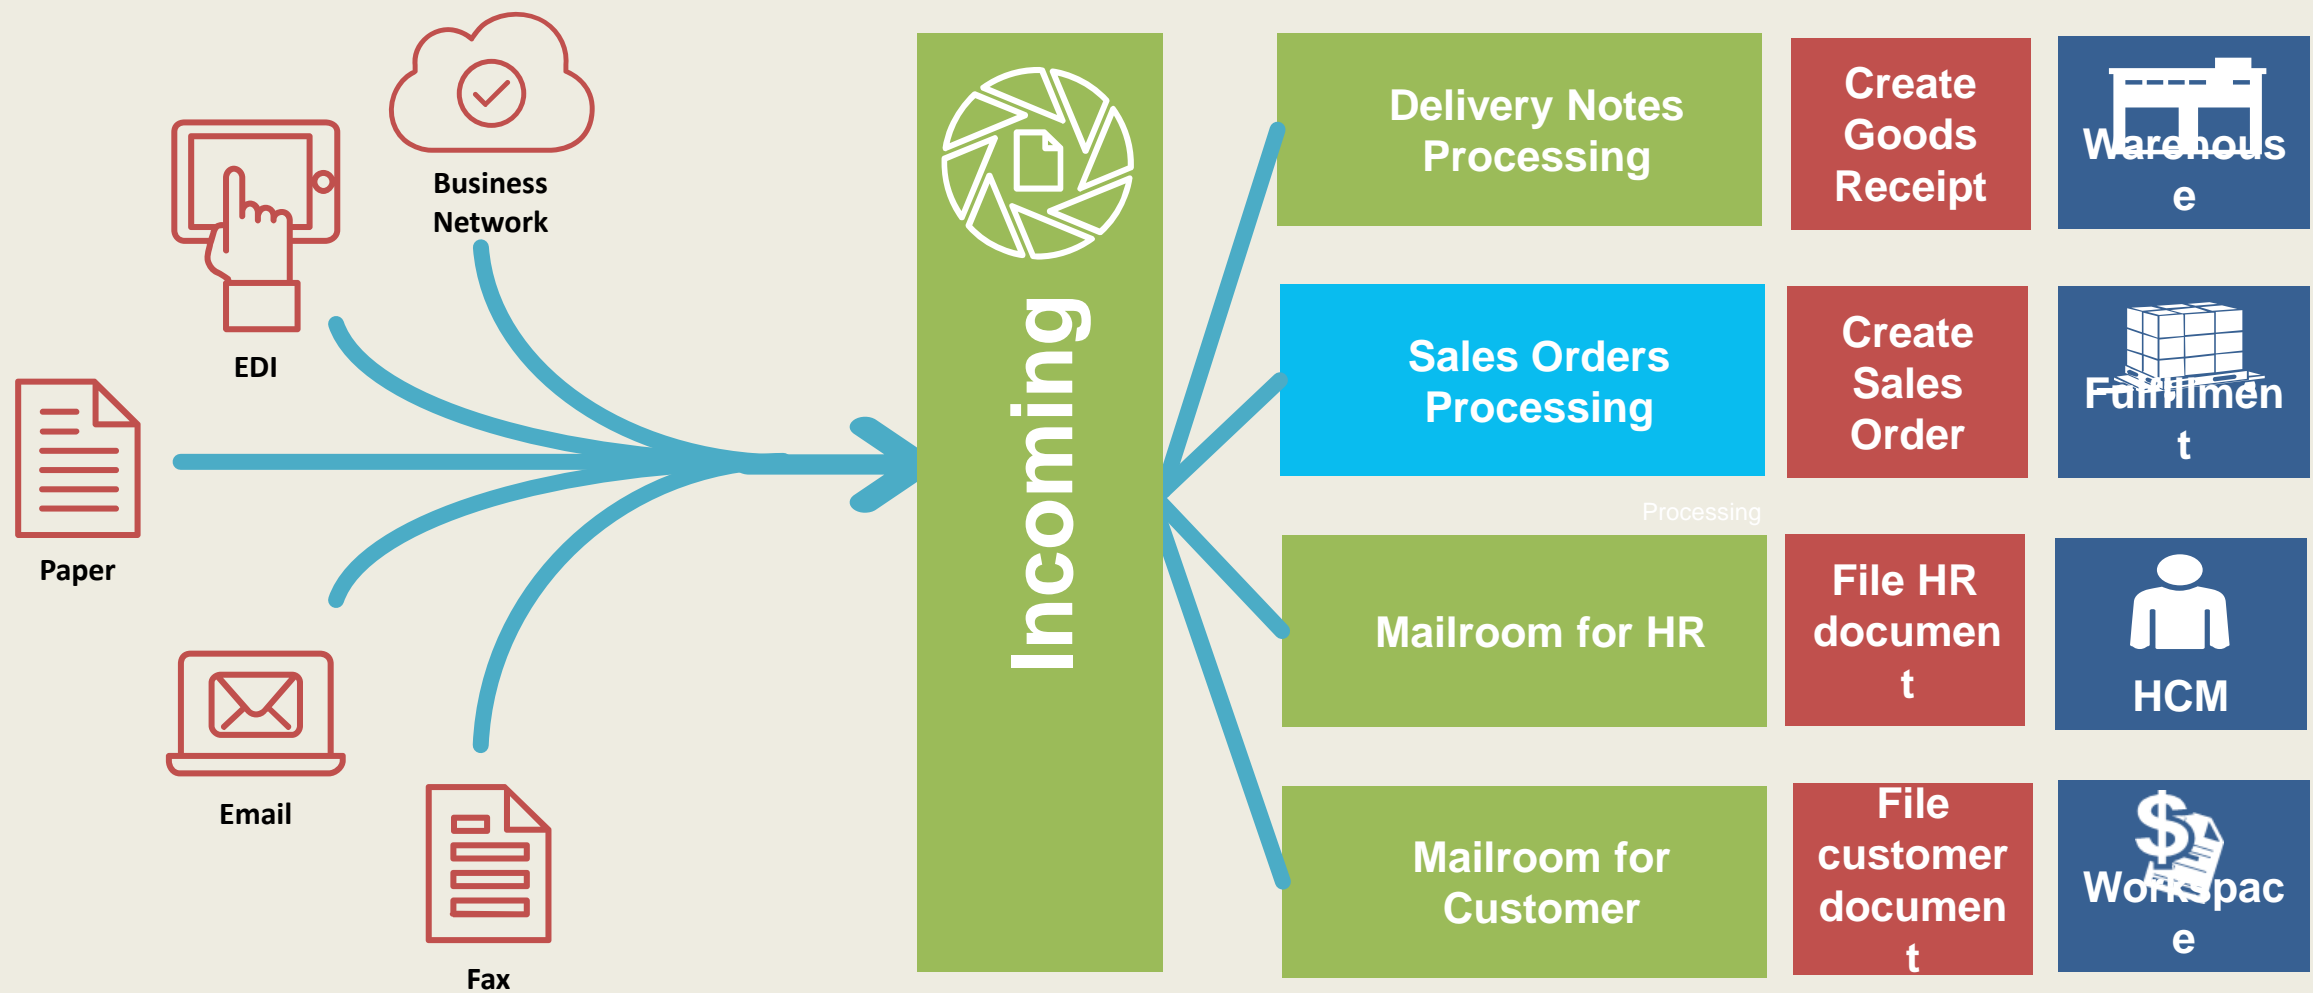 Business
Network
EDI
Paper
Email
Fax
Incoming
Delivery Notes
Processing
Create
Goods
Receipt
Warehous
e
Sales Orders
Processing
Create
Sales
Order
Fulfillmen
t
Processing
Mailroom for HR
File HR
documen
t
HCM
Mailroom for
Customer
File
customer
documen
t
$
Workspac
e